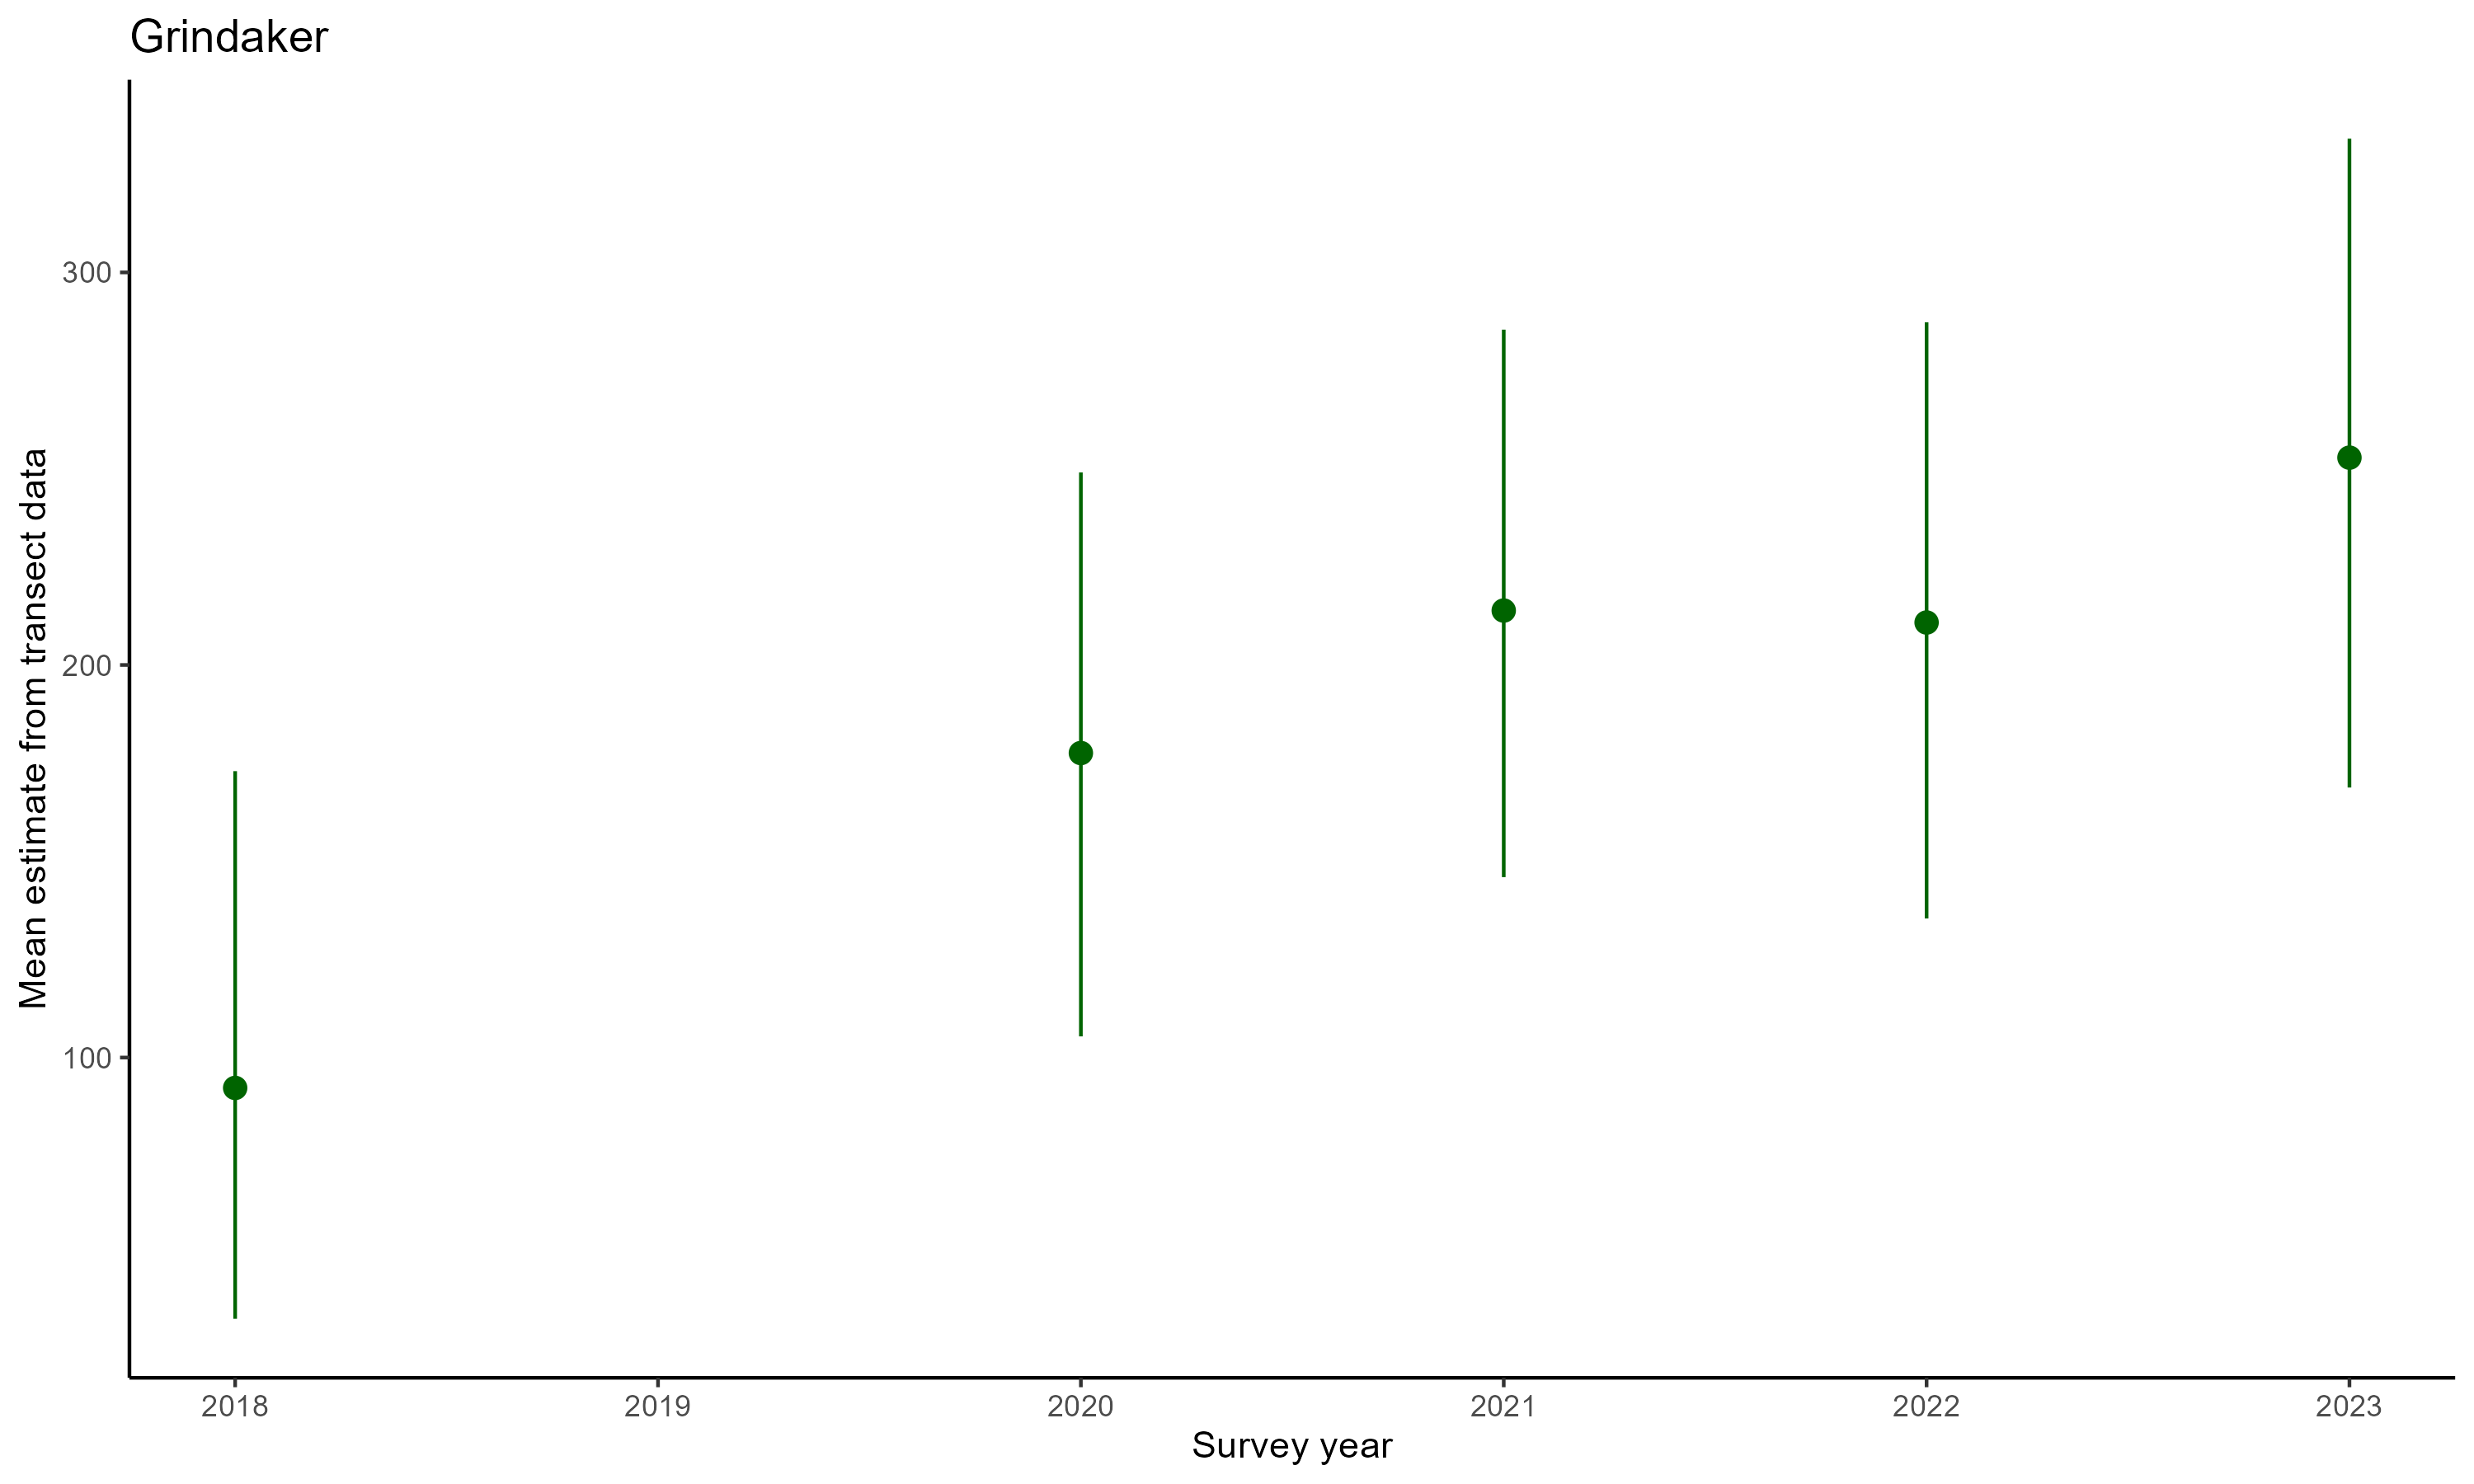 Grindaker
Mean estimate from transect data
300
200
100
2018 2019 2020 2021 2022 2023
Survey year